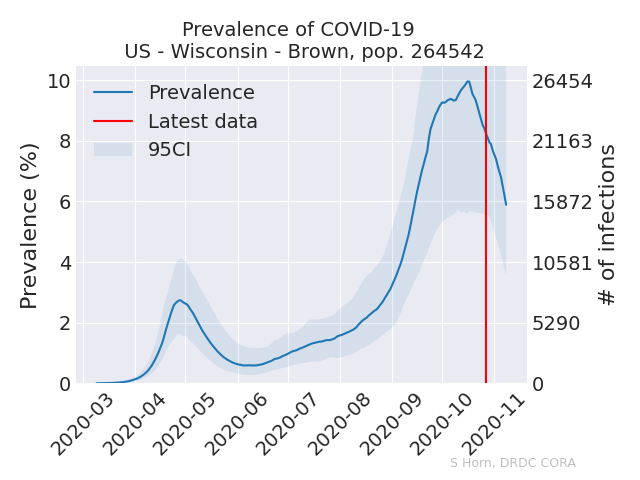 Prevalence of COVID-19
US - Wisconsin - Brown, pop. 264542
Prevalence (%)
10
8
6
4
2
0
Prevalence
Latest data
95CI
26454
21163
15872
10581
5290
0
# of infections
2020-03
2020-04
2020-05
2020-06
2020-07
2020-08
2020-09
2020-10
2020-11
S Horn, DRDC CORA